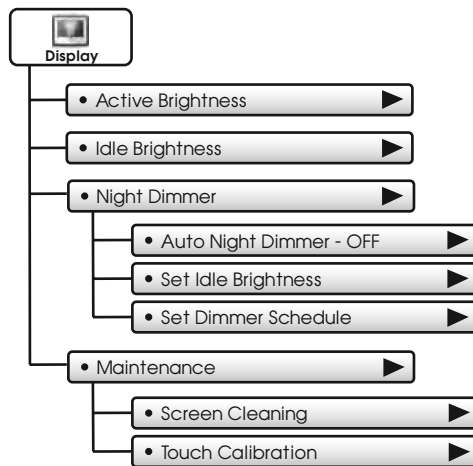 Display
• Active Brightness
• Idle Brightness
• Night Dimmer
• Auto Night Dimmer - OFF
• Set Idle Brightness
• Set Dimmer Schedule
• Maintenance
• Screen Cleaning
• Touch Calibration